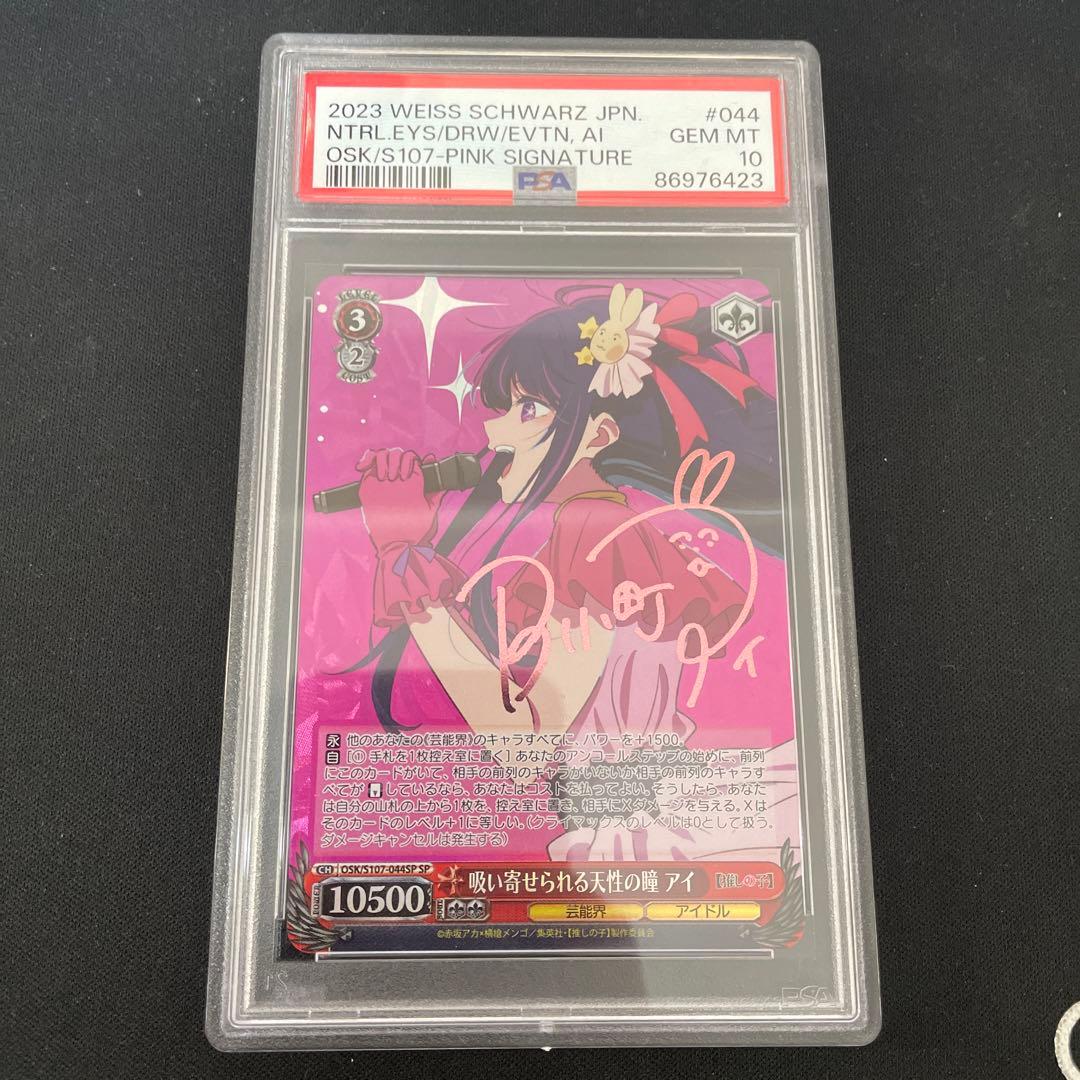 2023 WEISS SCHWARZ JPN. #044
NTRL.EYS/DRW/EVTN, AI GEM MT
OSK/S107-PINK SIGNATURE 10
PSA 86976423
LEVEL
3
2
COST
B小町
アイ
永 他のあなたの《芸能界》のキャラすべてに、パワーを+1500。
自 [① 手札を1枚控え室に置く] あなたのアンコールステップの始めに、前列
にこのカードがいて、相手の前列のキャラがいないか相手の前列のキャラす
べてが しているなら、あなたはコストを払ってよい。そうしたら、あなた
は自分の山札の上から1枚を、控え室に置き、相手にXダメージを与える。Xは
そのカードのレベル+1に等しい。(クライマックスのレベルは0として扱う。
ダメージキャンセルは発生する)
CH OSK/S107-044SP SP
POWER 10500 SOUL 吸い寄せられる天性の瞳 アイ 【推しの子】
芸能界 アイドル
©赤坂アカ×横槍メンゴ/集英社・【推しの子】製作委員会
PSA